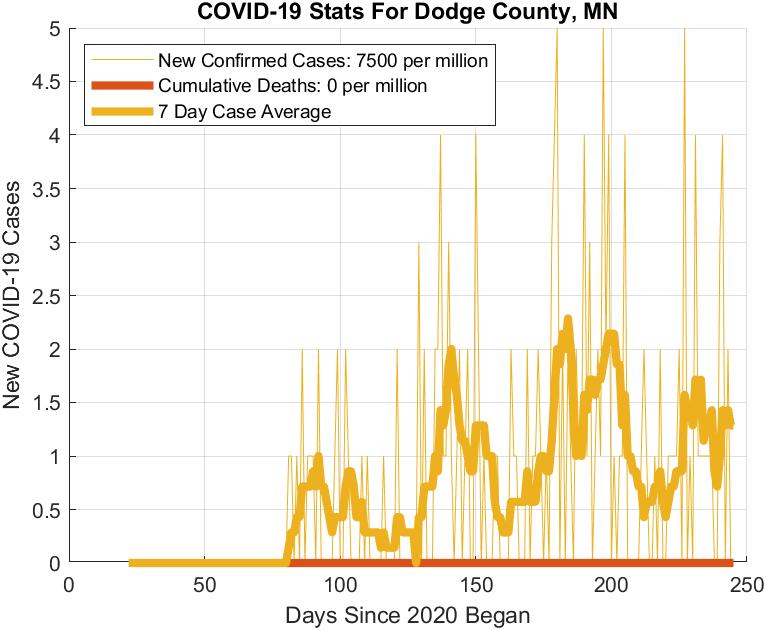 COVID-19 Stats For Dodge County, MN
New Confirmed Cases: 7500 per million
Cumulative Deaths: 0 per million
7 Day Case Average
New COVID-19 Cases
5
4.5
4
3.5
3
2.5
2
1.5
1
0.5
0
0 50 100 150 200 250
Days Since 2020 Began